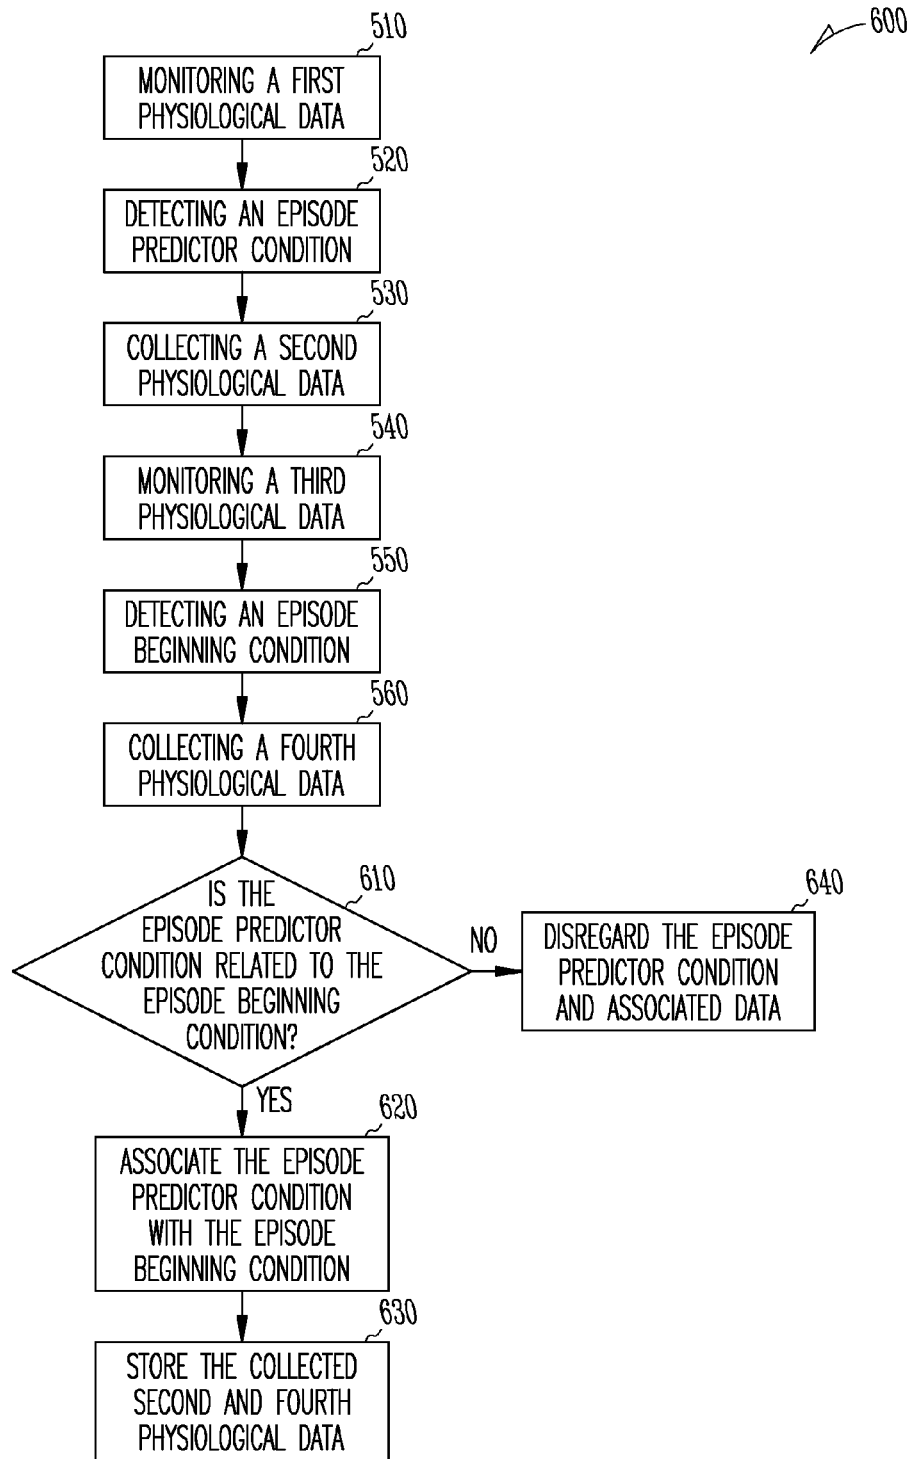 600
510
MONITORING A FIRST
PHYSIOLOGICAL DATA
520
DETECTING AN EPISODE
PREDICTOR CONDITION
530
COLLECTING A SECOND
PHYSIOLOGICAL DATA
540
MONITORING A THIRD
PHYSIOLOGICAL DATA
550
DETECTING AN EPISODE
BEGINNING CONDITION
560
COLLECTING A FOURTH
PHYSIOLOGICAL DATA
610
IS THE
EPISODE PREDICTOR
CONDITION RELATED TO THE
EPISODE BEGINNING
CONDITION?
NO
640
DISREGARD THE EPISODE
PREDICTOR CONDITION
AND ASSOCIATED DATA
YES
620
ASSOCIATE THE EPISODE
PREDICTOR CONDITION
WITH THE EPISODE
BEGINNING CONDITION
630
STORE THE COLLECTED
SECOND AND FOURTH
PHYSIOLOGICAL DATA